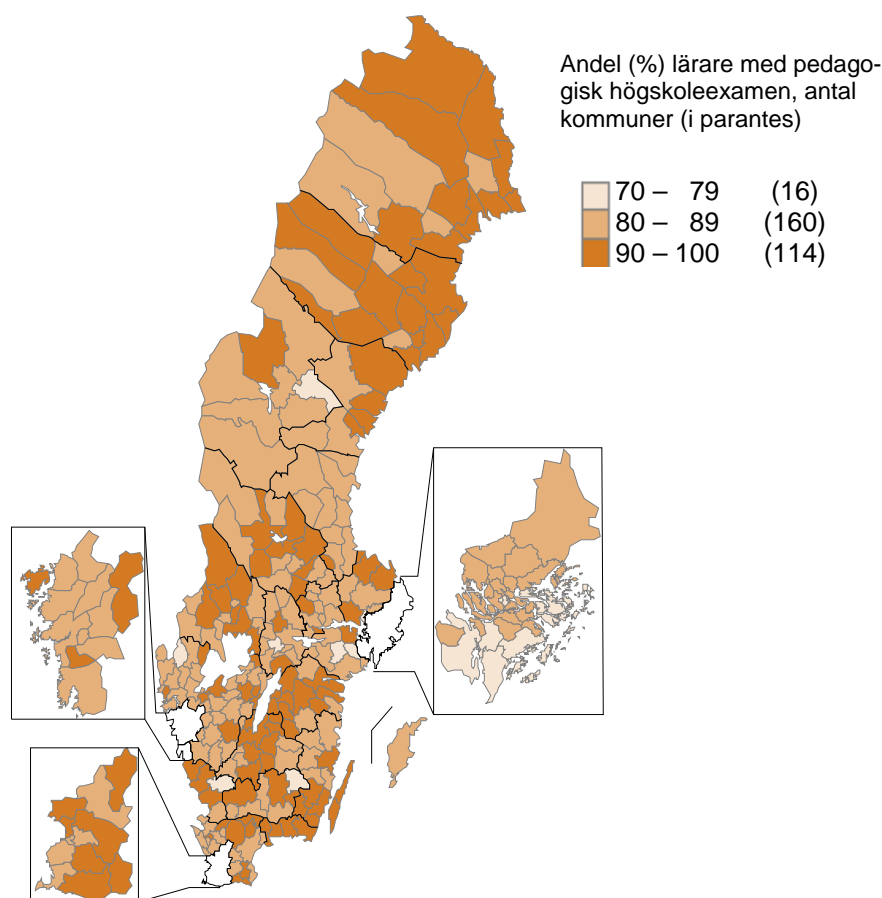 Andel (%) lärare med pedago-
gisk högskoleexamen, antal
kommuner (i parantes)
70 – 79 (16)
80 – 89 (160)
90 – 100 (114)